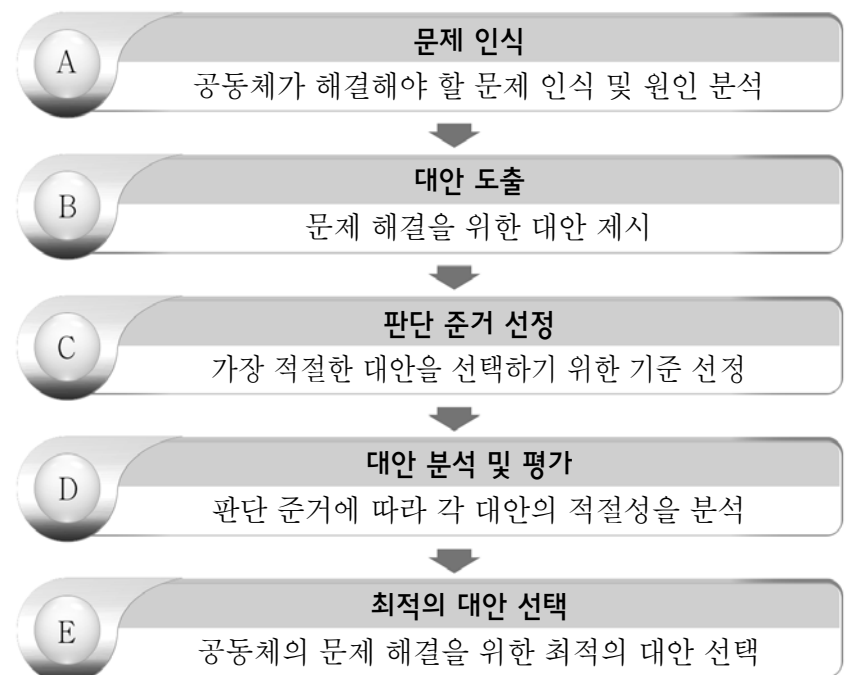 A
문제 인식
공동체가 해결해야 할 문제 인식 및 원인 분석
B
대안 도출
문제 해결을 위한 대안 제시
C
판단 준거 선정
가장 적절한 대안을 선택하기 위한 기준 선정
D
대안 분석 및 평가
판단 준거에 따라 각 대안의 적절성을 분석
E
최적의 대안 선택
공동체의 문제 해결을 위한 최적의 대안 선택